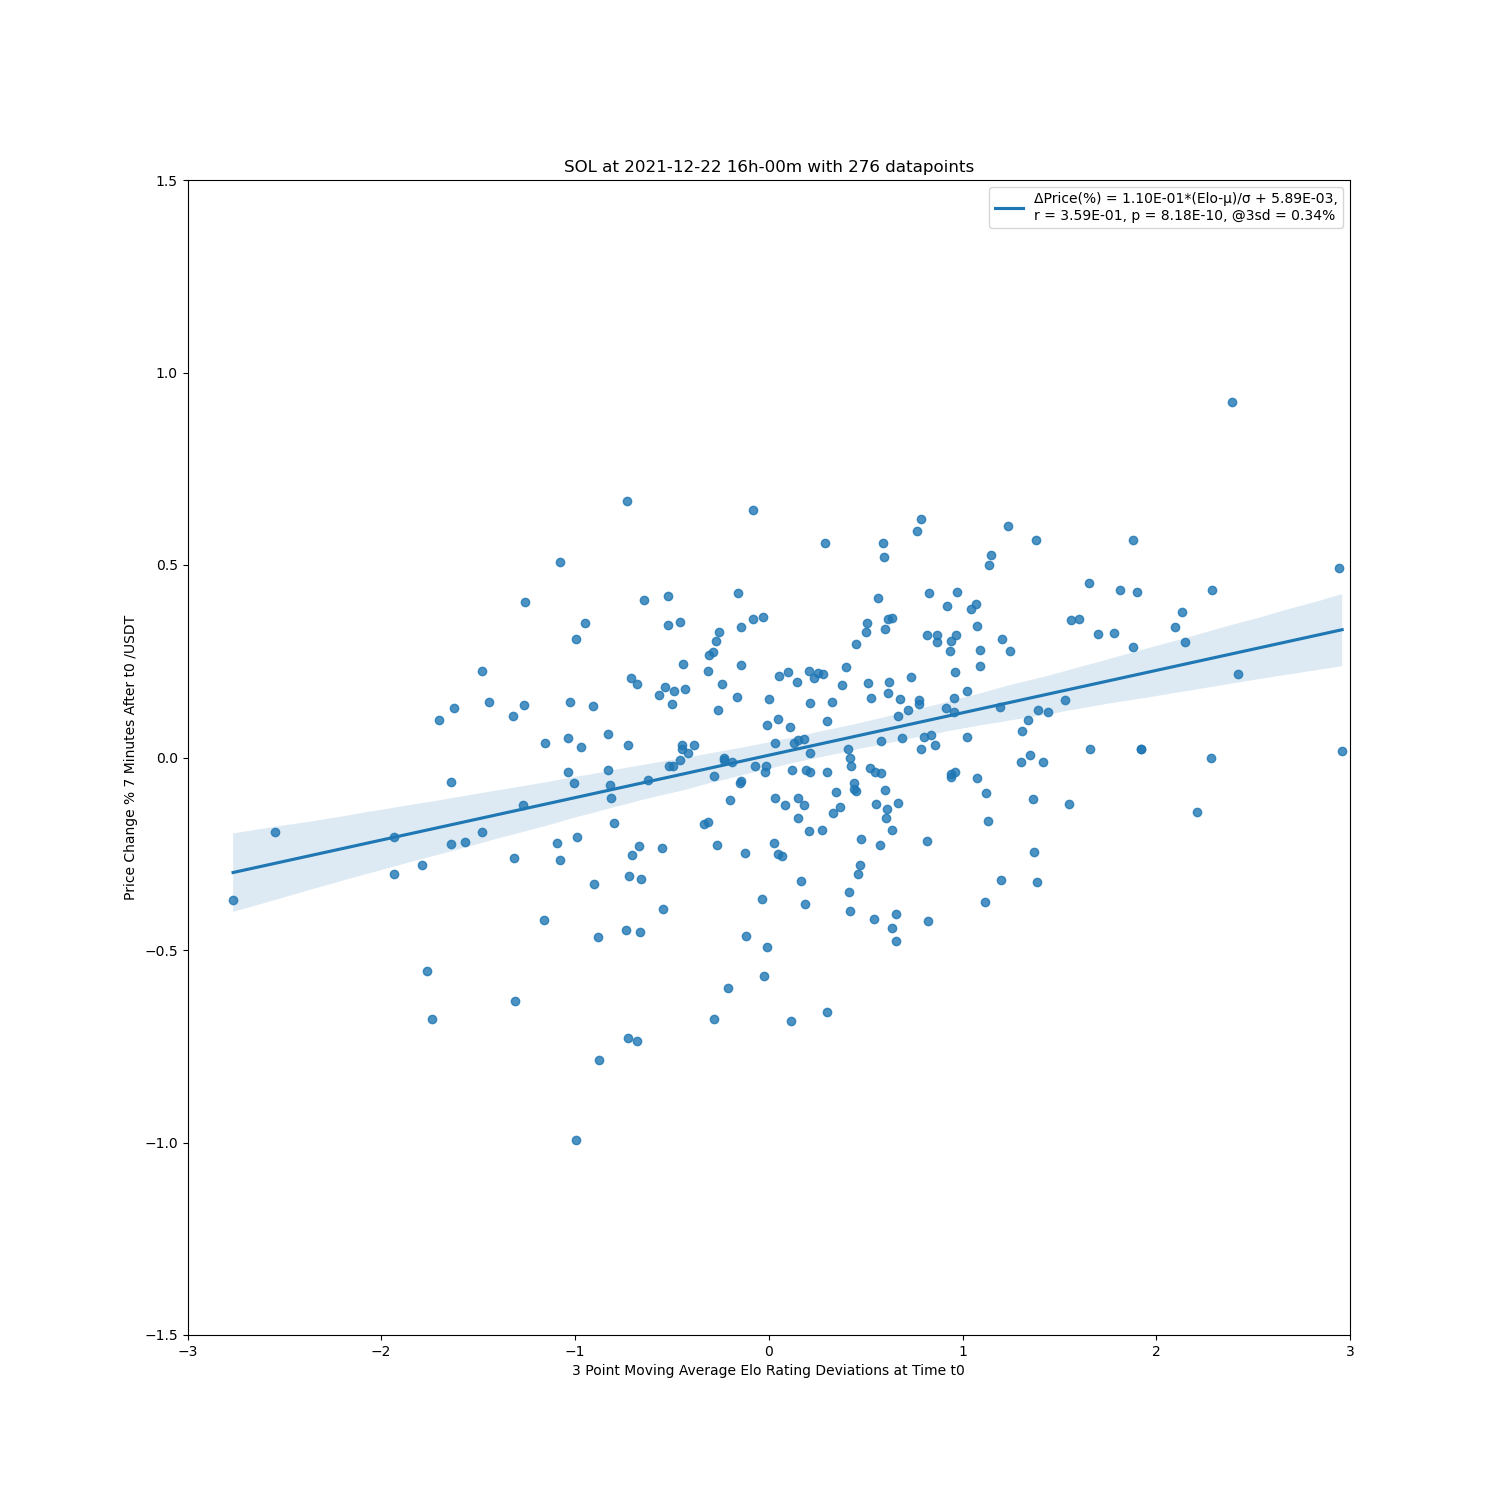 SOL at 2021-12-22 16h-00m with 276 datapoints
ΔPrice(%) = 1.10E-01*(Elo-μ)/σ + 5.89E-03,
r = 3.59E-01, p = 8.18E-10, @3sd = 0.34%
1.5
1.0
0.5
0.0
−0.5
−1.0
−1.5
Price Change % 7 Minutes After t0 /USDT
−3
−2
−1
0
1
2
3
3 Point Moving Average Elo Rating Deviations at Time t0